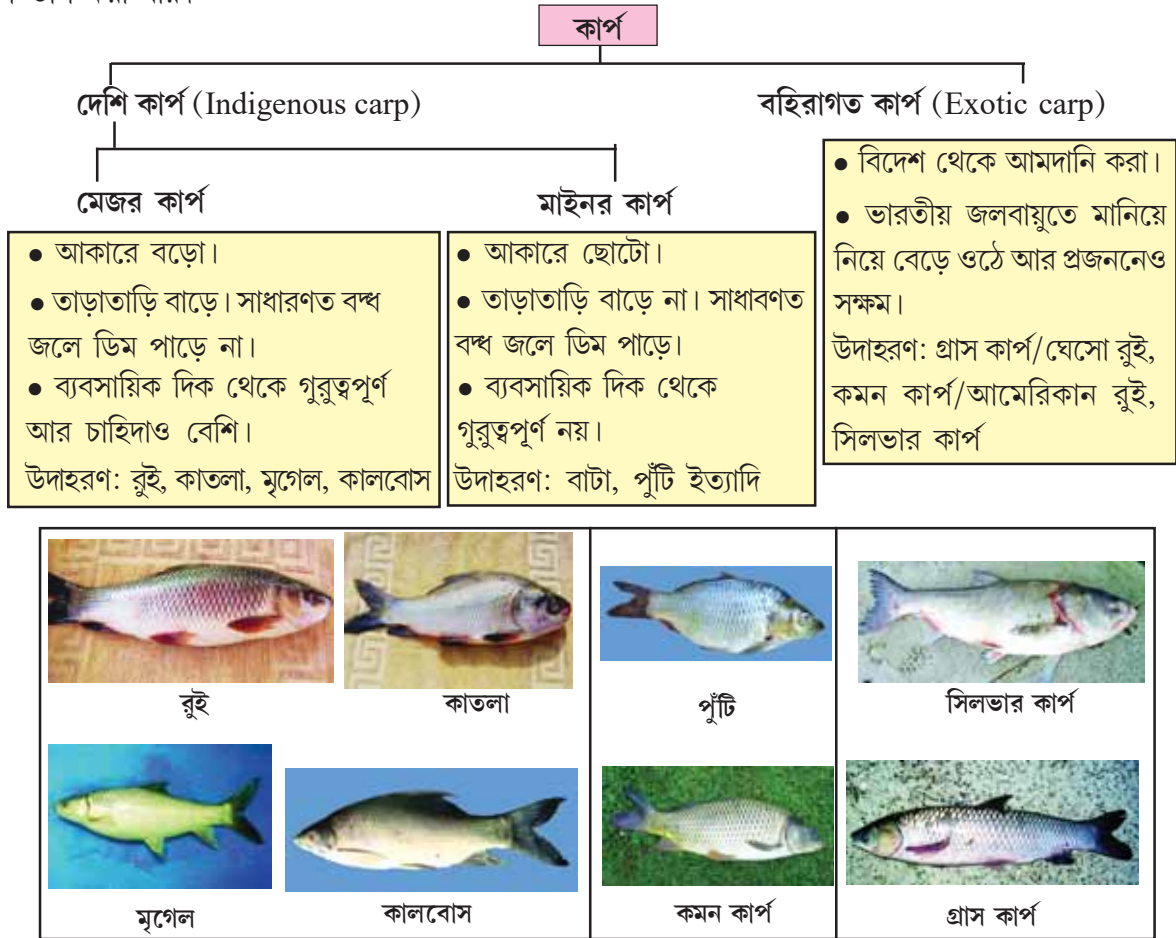 কার্প
দেশি কার্প (Indigenous carp)
বহিরাগত কার্প (Exotic carp)
মেজর কার্প
● আকারে বড়ো।
● তাড়াতাড়ি বাড়ে। সাধারণত বদ্ধ
জলে ডিম পাড়ে না।
● ব্যবসায়িক দিক থেকে গুরুত্বপূর্ণ
আর চাহিদাও বেশি।
উদাহরণ: রুই, কাতলা, মৃগেল, কালবোস
মাইনর কার্প
● আকারে ছোটো।
● তাড়াতাড়ি বাড়ে না। সাধাবণত
বদ্ধ জলে ডিম পাড়ে।
● ব্যবসায়িক দিক থেকে
গুরুত্বপূর্ণ নয়।
উদাহরণ: বাটা, পুঁটি ইত্যাদি
● বিদেশ থেকে আমদানি করা।
● ভারতীয় জলবায়ুতে মানিয়ে
নিয়ে বেড়ে ওঠে আর প্রজননেও
সক্ষম।
উদাহরণ: গ্রাস কার্প/ঘেসো রুই,
কমন কার্প/আমেরিকান রুই,
সিলভার কার্প
রুই
কাতলা
পুঁটি
সিলভার কার্প
মৃগেল
কালবোস
কমন কার্প
গ্রাস কার্প